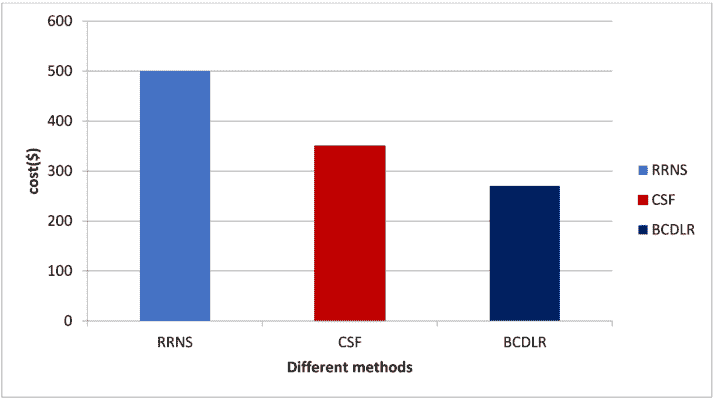 600
500
400
300
200
100
0
cost($)
RRNS
CSF
BCDLR
Different methods
RRNS
CSF
BCDLR